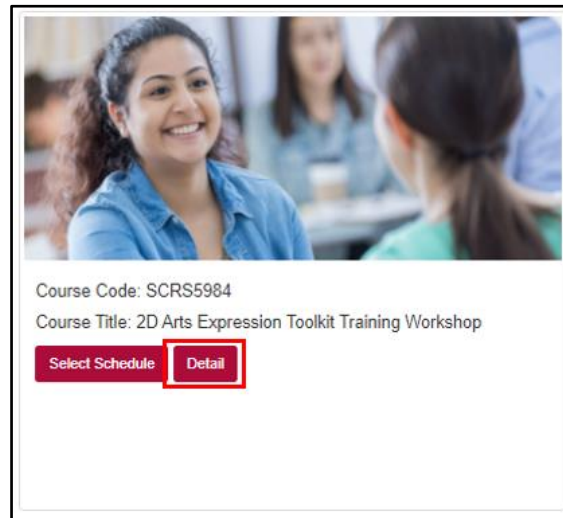 Course Code: SCRS5984
Course Title: 2D Arts Expression Toolkit Training Workshop
Select Schedule Detail